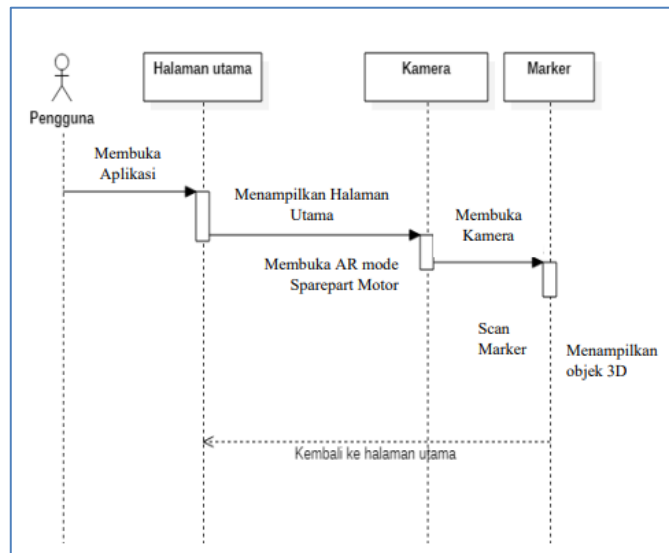 Halaman utama
Kamera
Marker
Pengguna
Membuka
Aplikasi
Menampilkan Halaman
Utama
Membuka
Kamera
Membuka AR mode
Sparepart Motor
Scan
Marker
Menampilkan
objek 3D
Kembali ke halaman utama